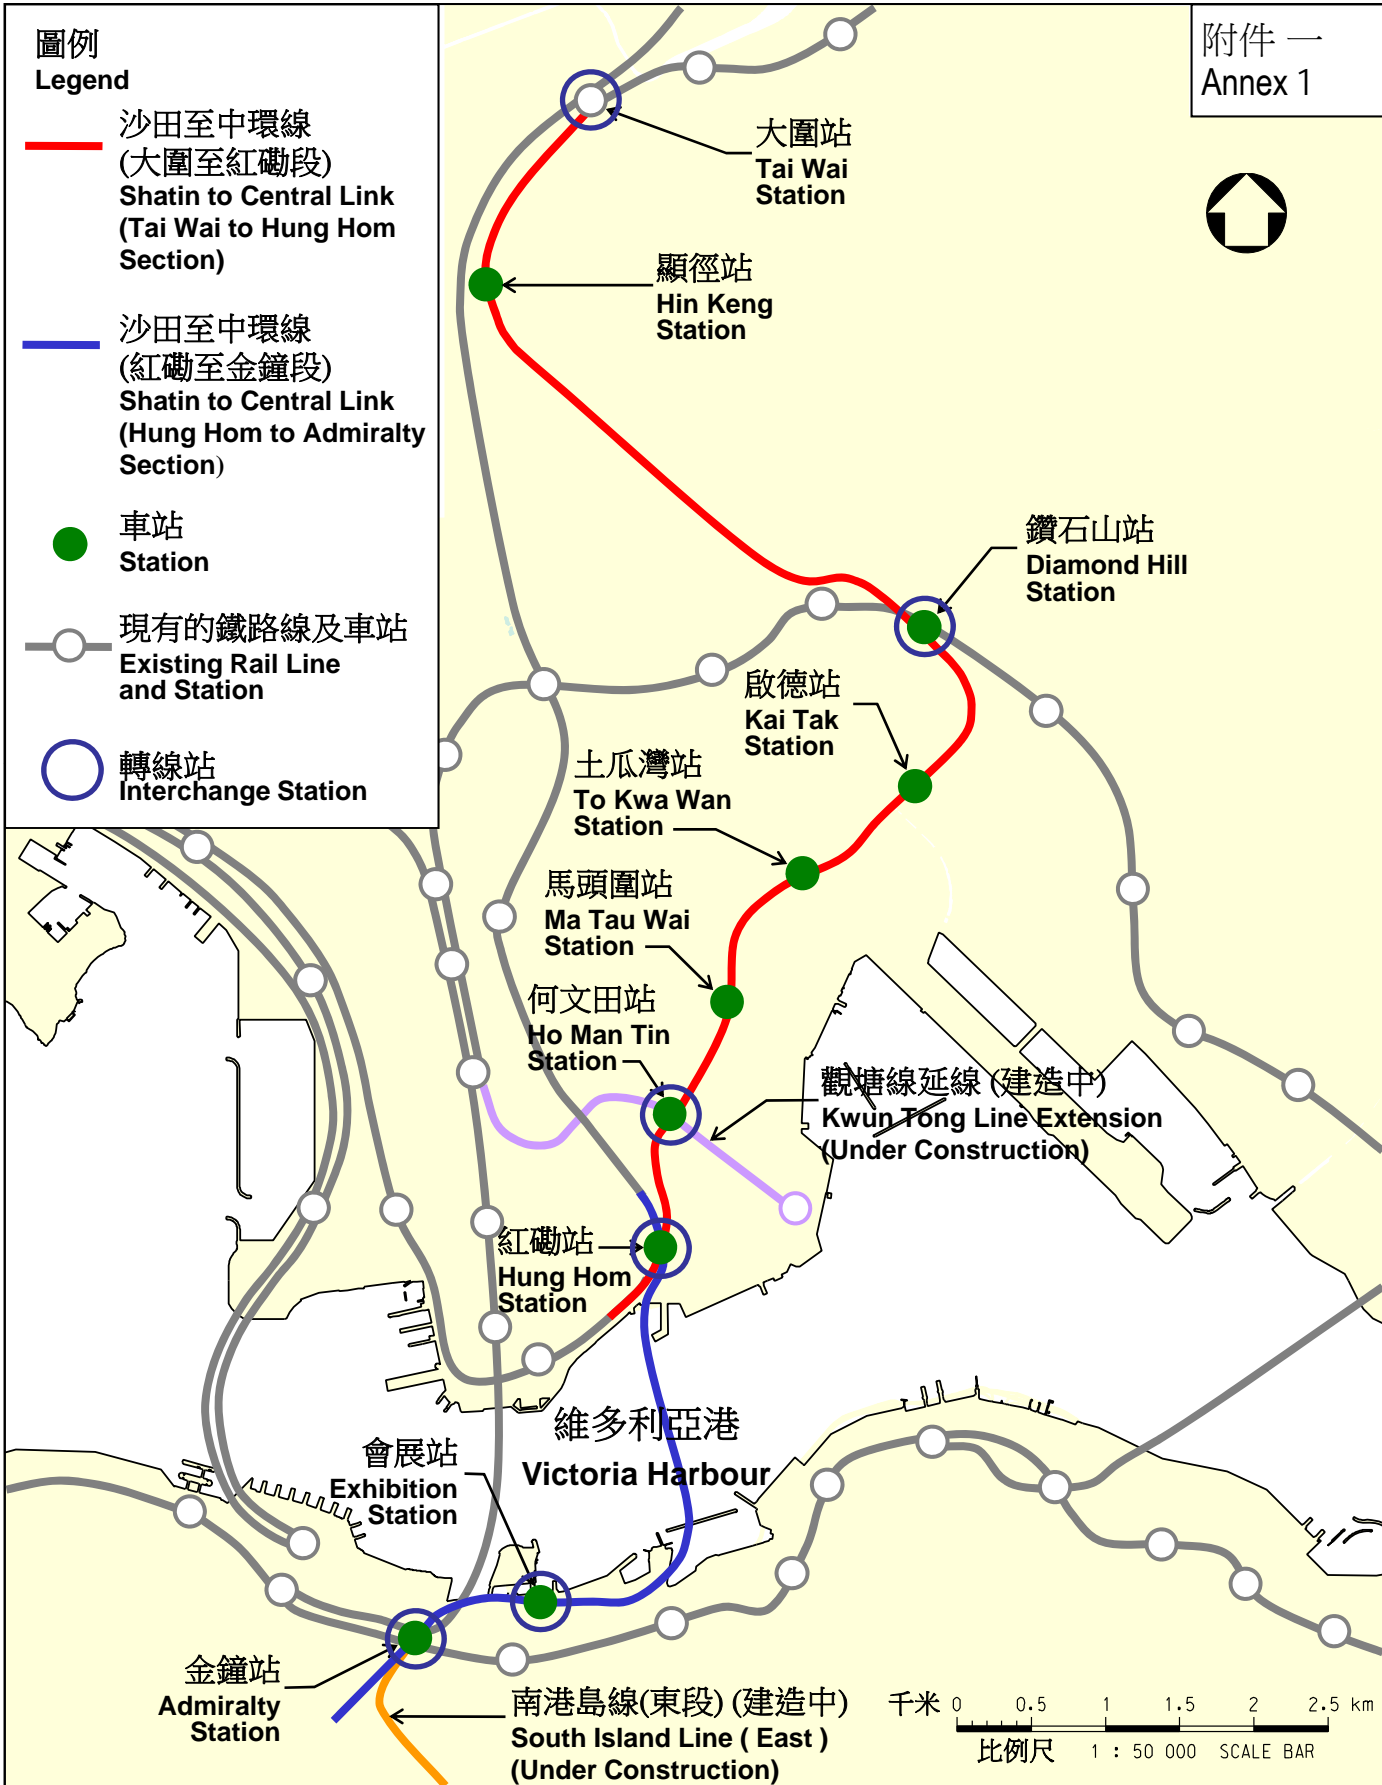 圖例
Legend
沙田至中環線
(大圍至紅磡段)
Shatin to Central Link
(Tai Wai to Hung Hom
Section)
沙田至中環線
(紅磡至金鐘段)
Shatin to Central Link
(Hung Hom to Admiralty
Section)
車站
Station
現有的鐵路線及車站
Existing Rail Line
and Station
轉線站
Interchange Station
附件 一
Annex 1
大圍站
Tai Wai
Station
顯徑站
Hin Keng
Station
鑽石山站
Diamond Hill
Station
啟德站
Kai Tak
Station
土瓜灣站
To Kwa Wan
Station
馬頭圍站
Ma Tau Wai
Station
何文田站
Ho Man Tin
Station
觀塘線延線 (建造中)
Kwun Tong Line Extension
(Under Construction)
紅磡站
Hung Hom
Station
維多利亞港
Victoria Harbour
會展站
Exhibition
Station
金鐘站
Admiralty
Station
南港島線(東段) (建造中)
South Island Line ( East )
(Under Construction)
千米 0 0.5 1 1.5 2 2.5 km
比例尺 1 : 50 000 SCALE BAR